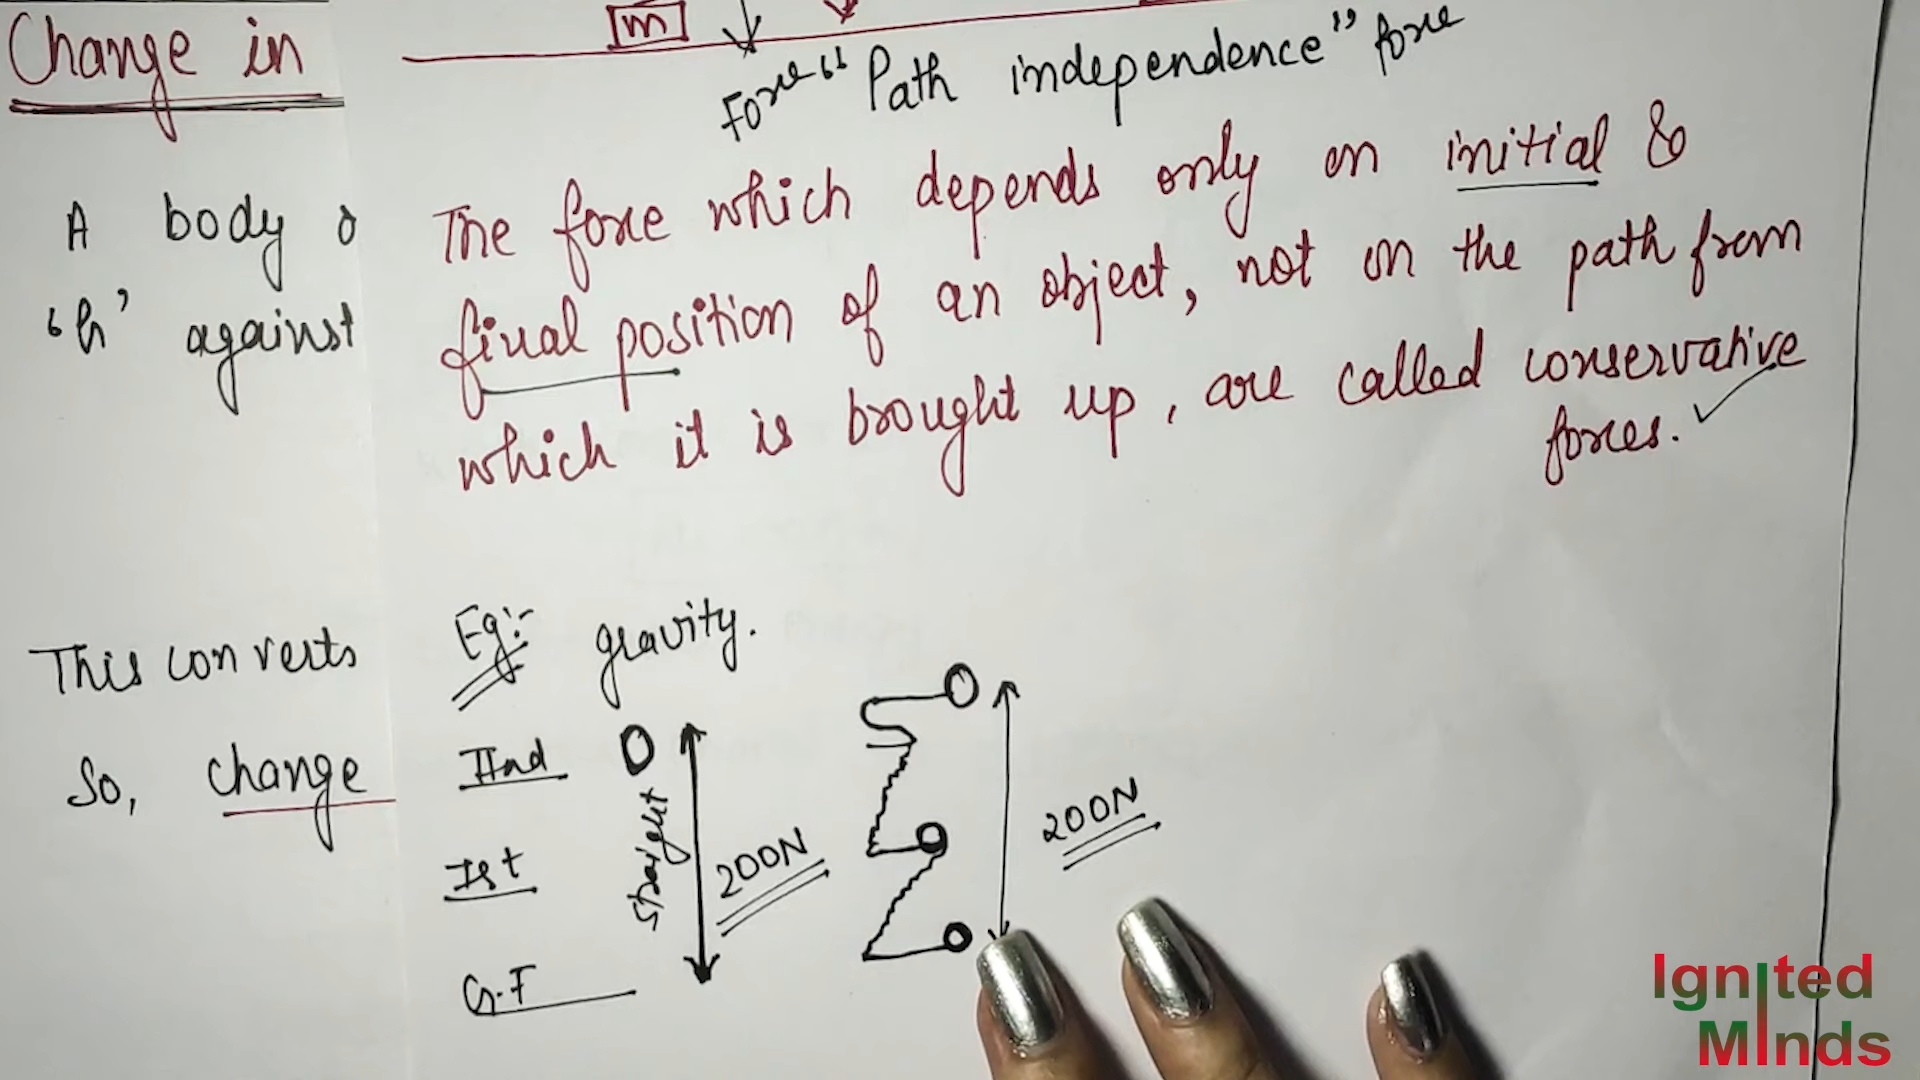 Change in
A body o
'h' against
This converts
So, change
m
Force "Path independence" force
The force which depends only on initial &
final position of an object, not on the path from
which it is brought up, are called conservative
forces.
Eg:- gravity.
IInd
Ist
G.F
straight
200N
200N
Ignited
Minds